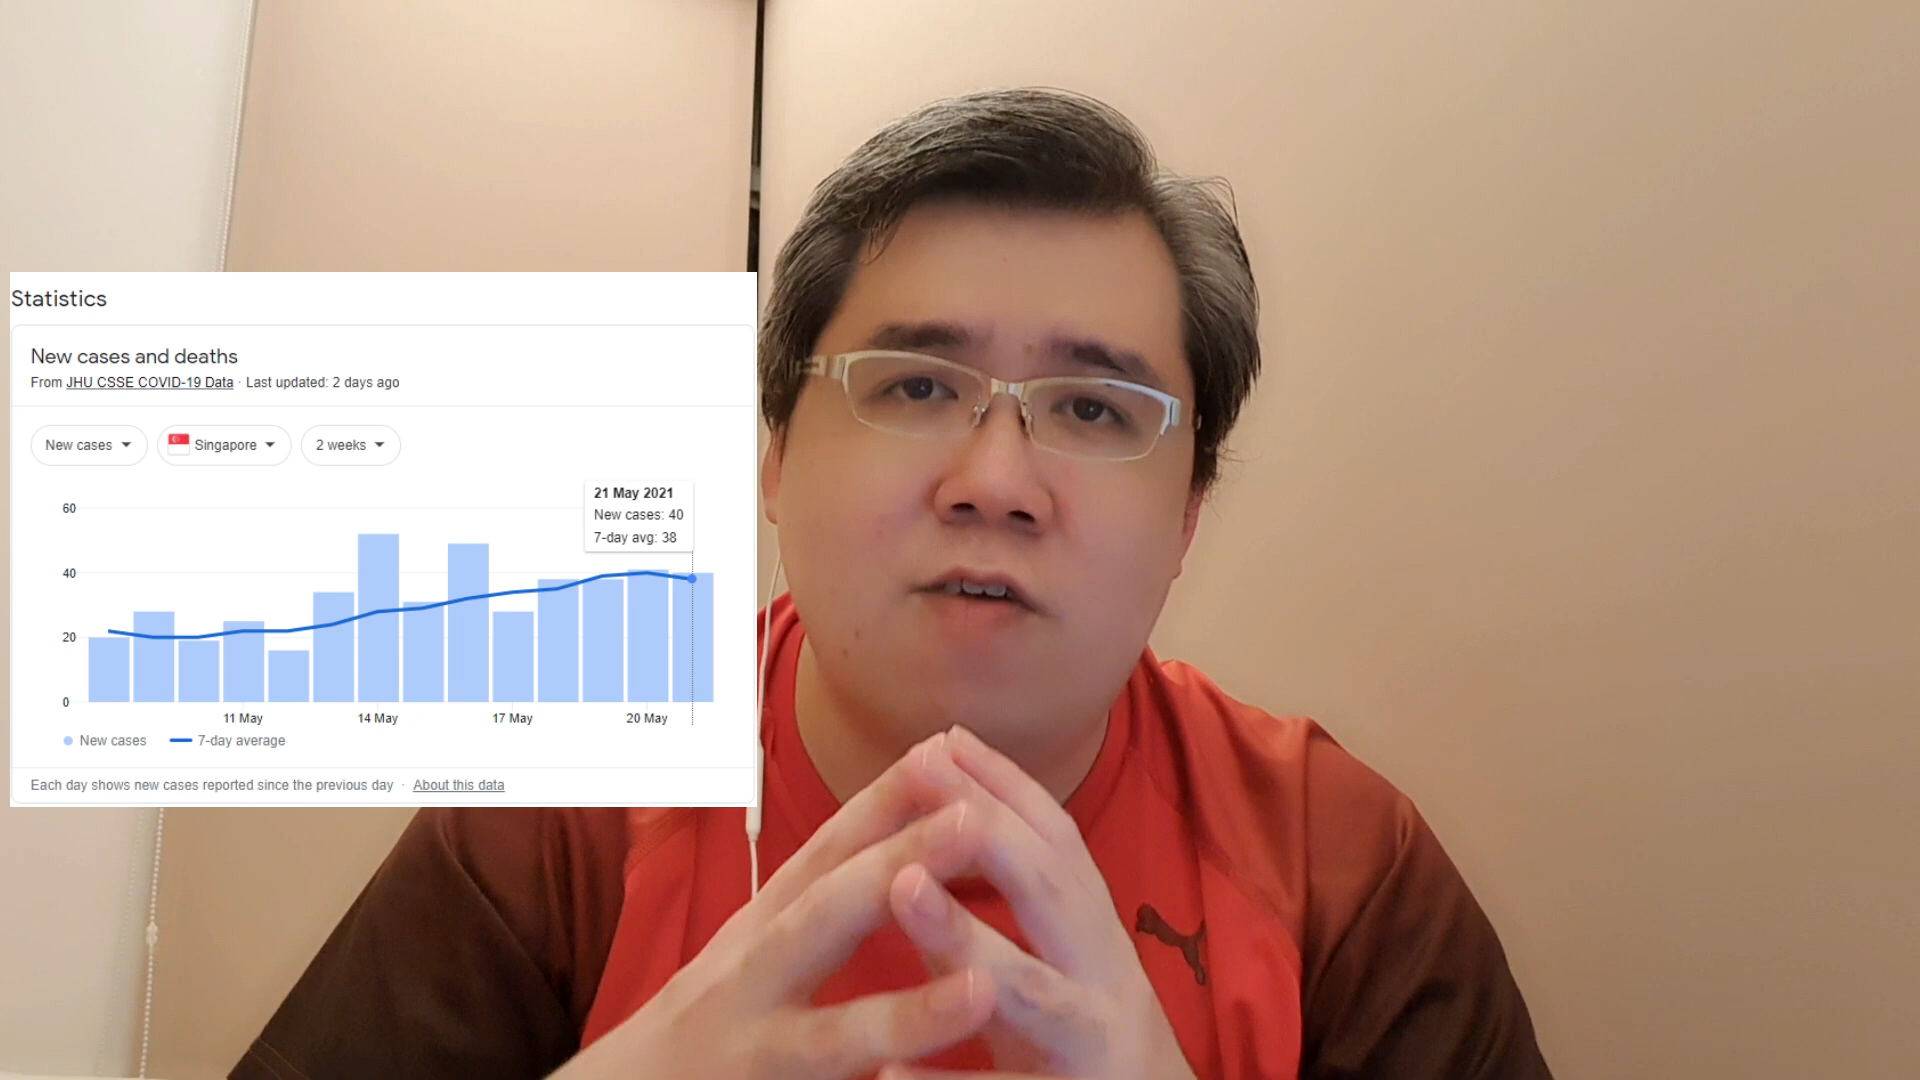 Statistics
New cases and deaths
From JHU CSSE COVID-19 Data · Last updated: 2 days ago
New cases Singapore 2 weeks
21 May 2021
New cases: 40
7-day avg: 38
60
40
20
0
11 May 14 May 17 May 20 May
New cases 7-day average
Each day shows new cases reported since the previous day · About this data